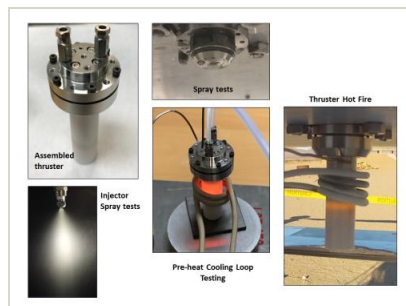 Assembled
thruster
Spray tests
Thruster Hot Fire
Injector
Spray tests
Pre-heat Cooling Loop
Testing